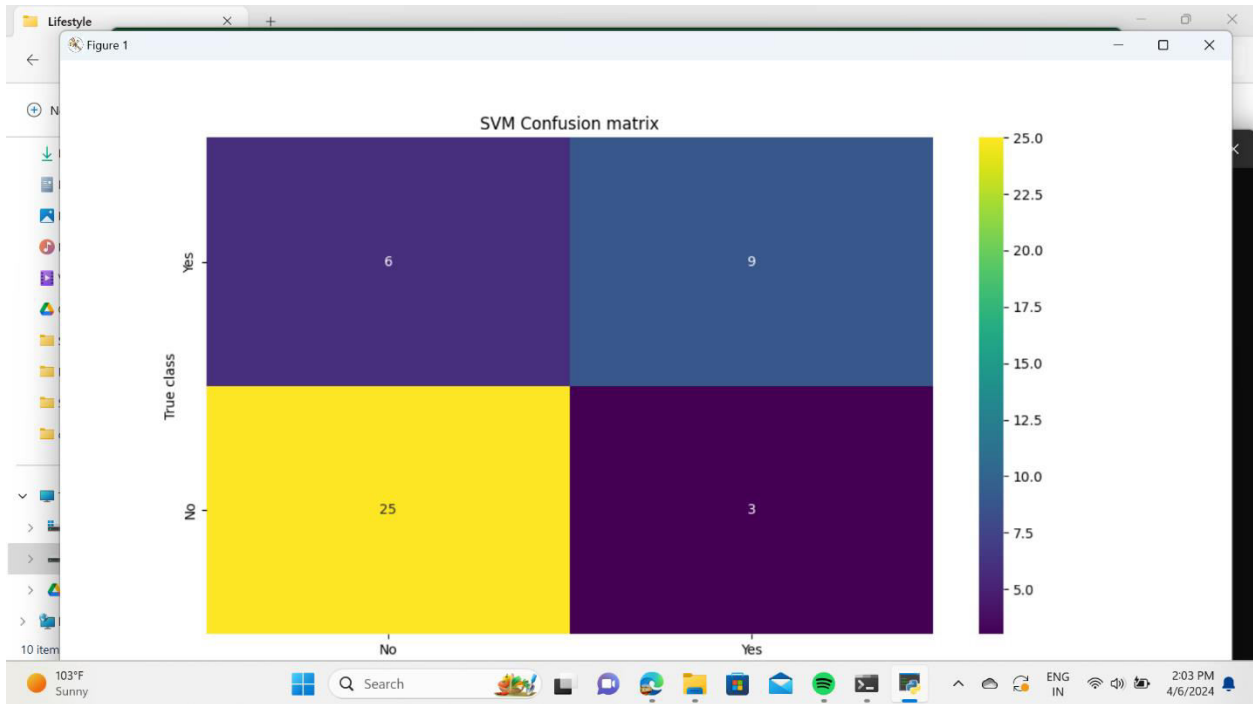 Lifestyle
Figure 1
SVM Confusion matrix
25.0
22.5
20.0
17.5
15.0
12.5
10.0
7.5
5.0
Yes
6
9
True class
No
25
3
No
Yes
10 item
103°F
Sunny
Search
ENG
IN
2:03 PM
4/6/2024